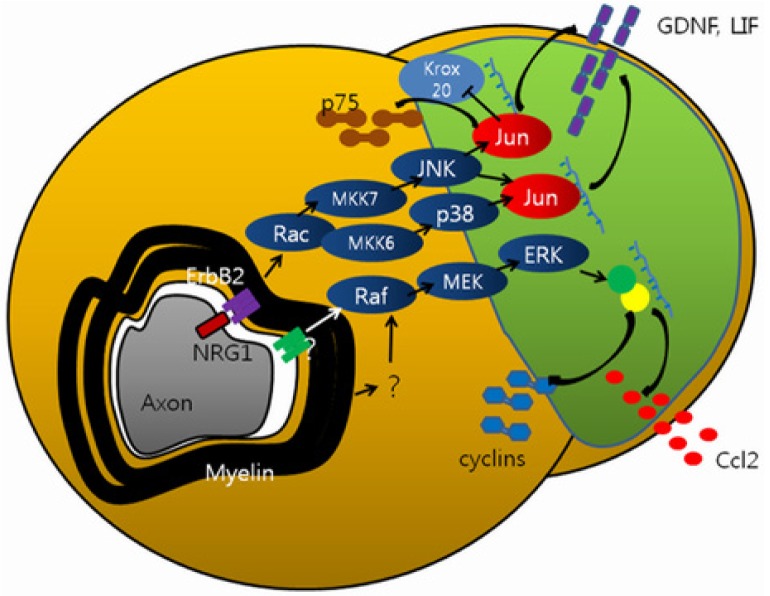 GDNF, LIF
Krox
20
p75
Jun
JNK
MKK7
Jun
p38
Rac
MKK6
ERK
ErbB2
MEK
Raf
NRG1
?
?
Axon
cyclins
Myelin
Ccl2